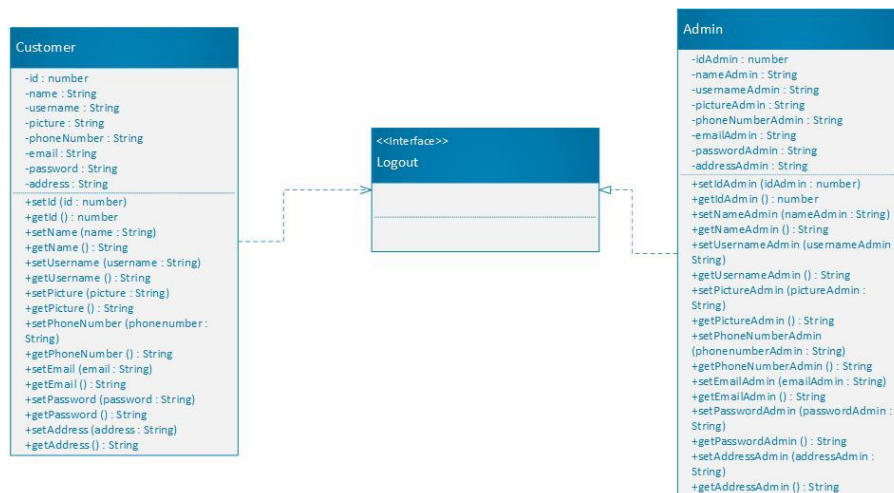 Customer
-id : number
-name : String
-username : String
-picture : String
-phoneNumber : String
-email : String
-password : String
-address : String
+setId (id : number)
+getId () : number
+setName (name : String)
+getName () : String
+setUsername (username : String)
+getUsername () : String
+setPicture (picture : String)
+getPicture () : String
+setPhoneNumber (phonenumber :
String)
+getPhoneNumber () : String
+setEmail (email : String)
+getEmail () : String
+setPassword (password : String)
+getPassword () : String
+setAddress (address : String)
+getAddress () : String
<<Interface>>
Logout
Admin
-idAdmin : number
-nameAdmin : String
-usernameAdmin : String
-pictureAdmin : String
-phoneNumberAdmin : String
-emailAdmin : String
-passwordAdmin : String
-addressAdmin : String
+setIdAdmin (idAdmin : number)
+getIdAdmin () : number
+setNameAdmin (nameAdmin : String)
+getNameAdmin () : String
+setUsernameAdmin (usernameAdmin
String)
+getUsernameAdmin () : String
+setPictureAdmin (pictureAdmin :
String)
+getPictureAdmin () : String
+setPhoneNumberAdmin
(phonenumberAdmin : String)
+getPhoneNumberAdmin () : String
+setEmailAdmin (emailAdmin : String)
+getEmailAdmin () : String
+setPasswordAdmin (passwordAdmin :
String)
+getPasswordAdmin () : String
+setAddressAdmin (addressAdmin :
String)
+getAddressAdmin () : String